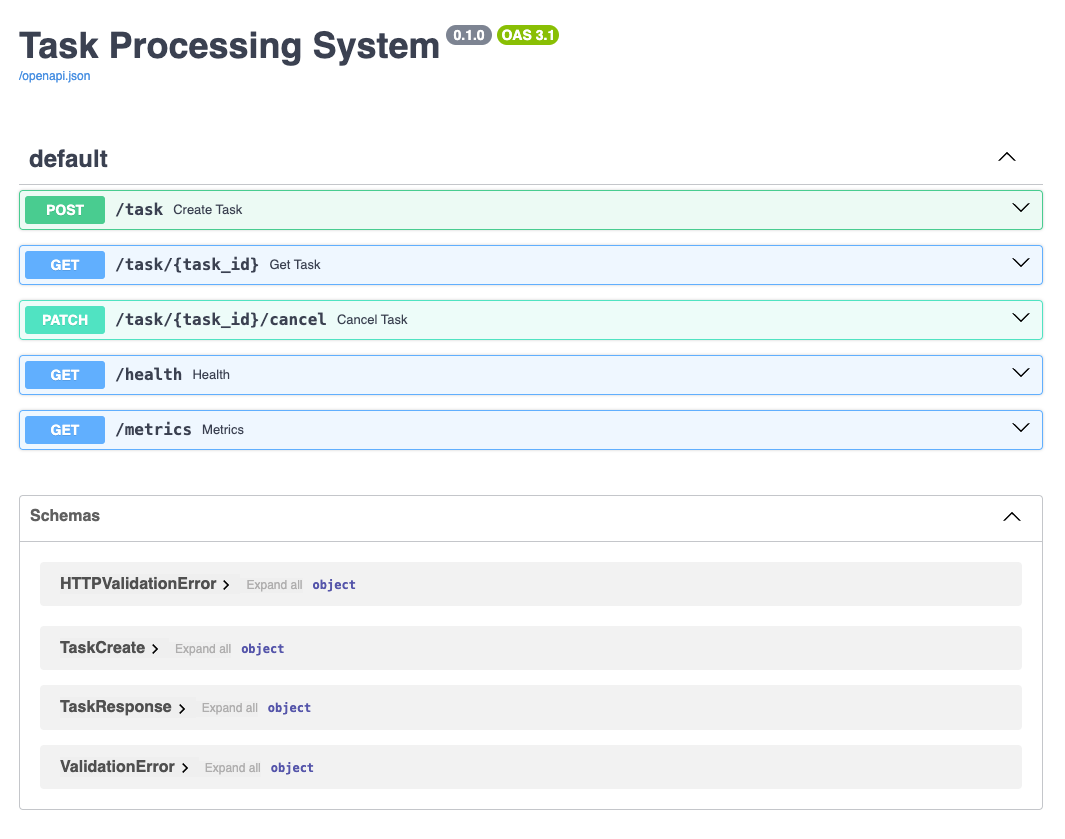 Task Processing System 0.1.0 OAS 3.1
/openapi.json
default
POST /task Create Task
GET /task/{task_id} Get Task
PATCH /task/{task_id}/cancel Cancel Task
GET /health Health
GET /metrics Metrics
Schemas
HTTPValidationError Expand all object
TaskCreate Expand all object
TaskResponse Expand all object
ValidationError Expand all object